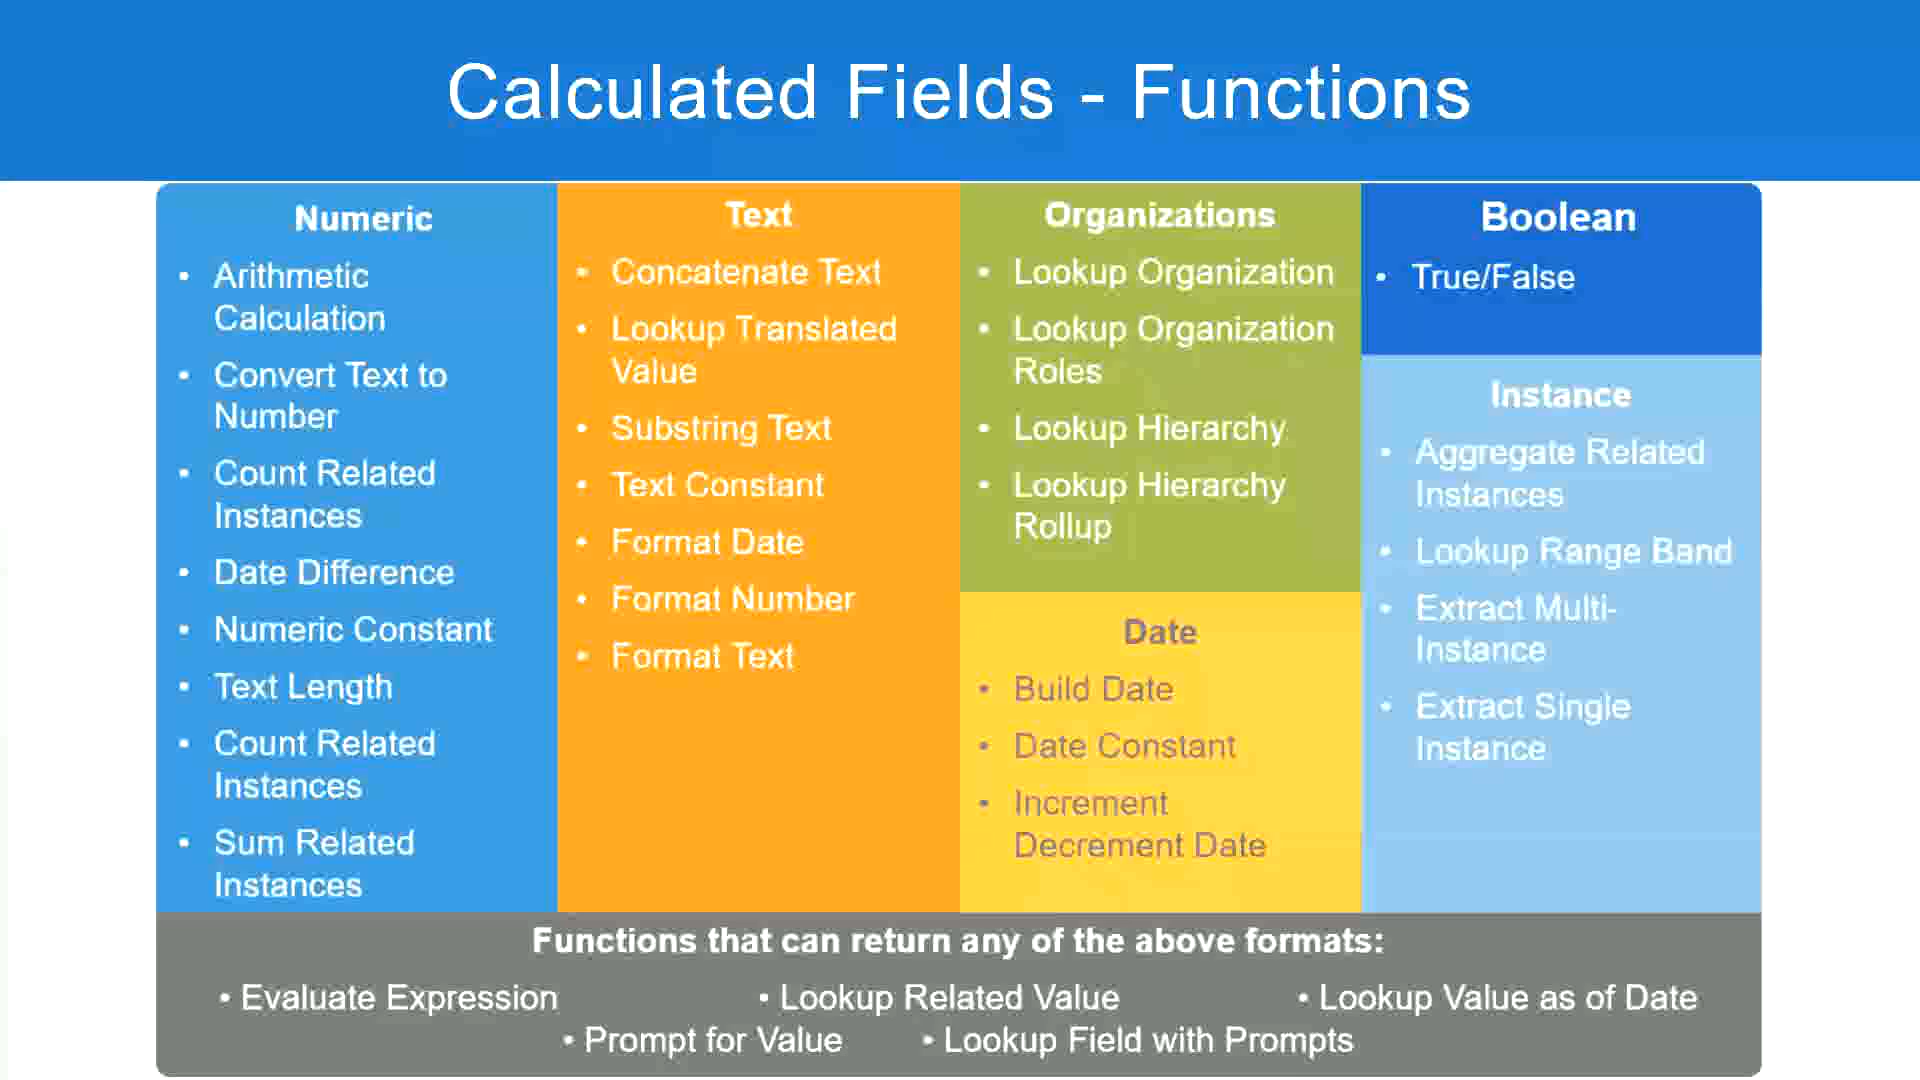 Calculated Fields - Functions
Numeric
• Arithmetic
Calculation
• Convert Text to
Number
• Count Related
Instances
• Date Difference
• Numeric Constant
• Text Length
• Count Related
Instances
• Sum Related
Instances
Text
• Concatenate Text
• Lookup Translated
Value
• Substring Text
• Text Constant
• Format Date
• Format Number
• Format Text
Organizations
• Lookup Organization
• Lookup Organization
Roles
• Lookup Hierarchy
• Lookup Hierarchy
Rollup
Date
• Build Date
• Date Constant
• Increment
Decrement Date
Boolean
• True/False
Instance
• Aggregate Related
Instances
• Lookup Range Band
• Extract Multi-
Instance
• Extract Single
Instance
Functions that can return any of the above formats:
• Evaluate Expression • Lookup Related Value • Lookup Value as of Date
• Prompt for Value • Lookup Field with Prompts